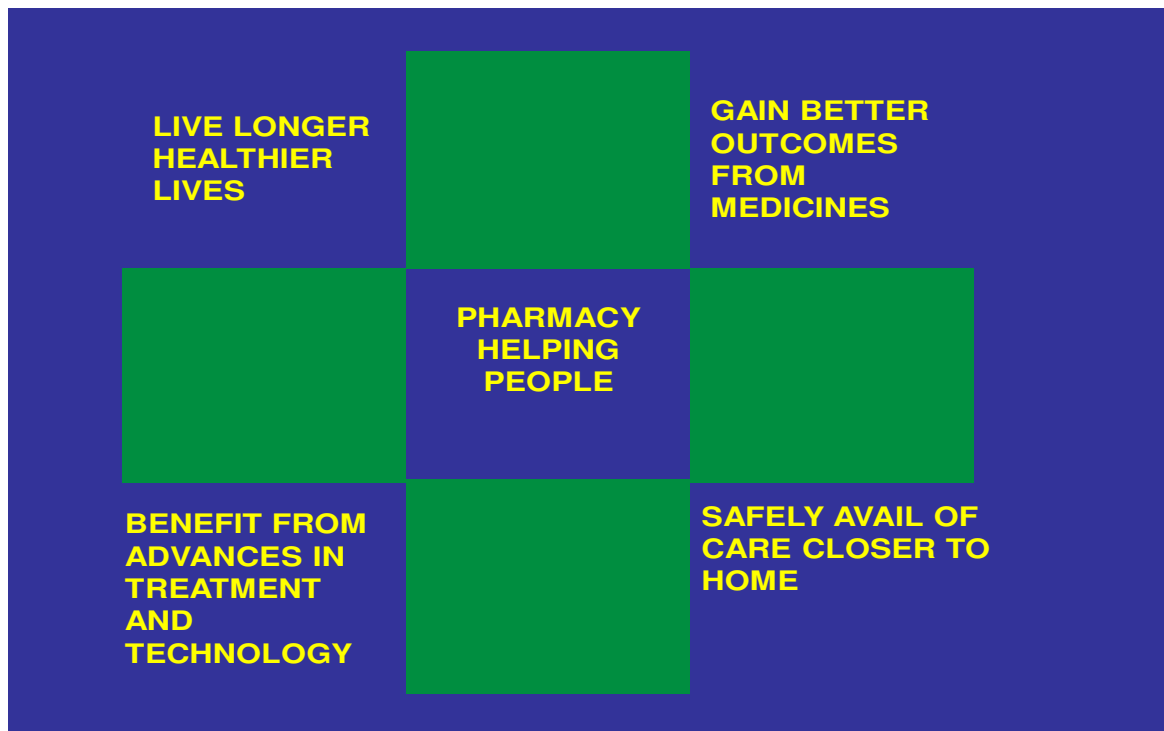 LIVE LONGER
HEALTHIER
LIVES
GAIN BETTER
OUTCOMES
FROM
MEDICINES
PHARMACY
HELPING
PEOPLE
BENEFIT FROM
ADVANCES IN
TREATMENT
AND
TECHNOLOGY
SAFELY AVAIL OF
CARE CLOSER TO
HOME